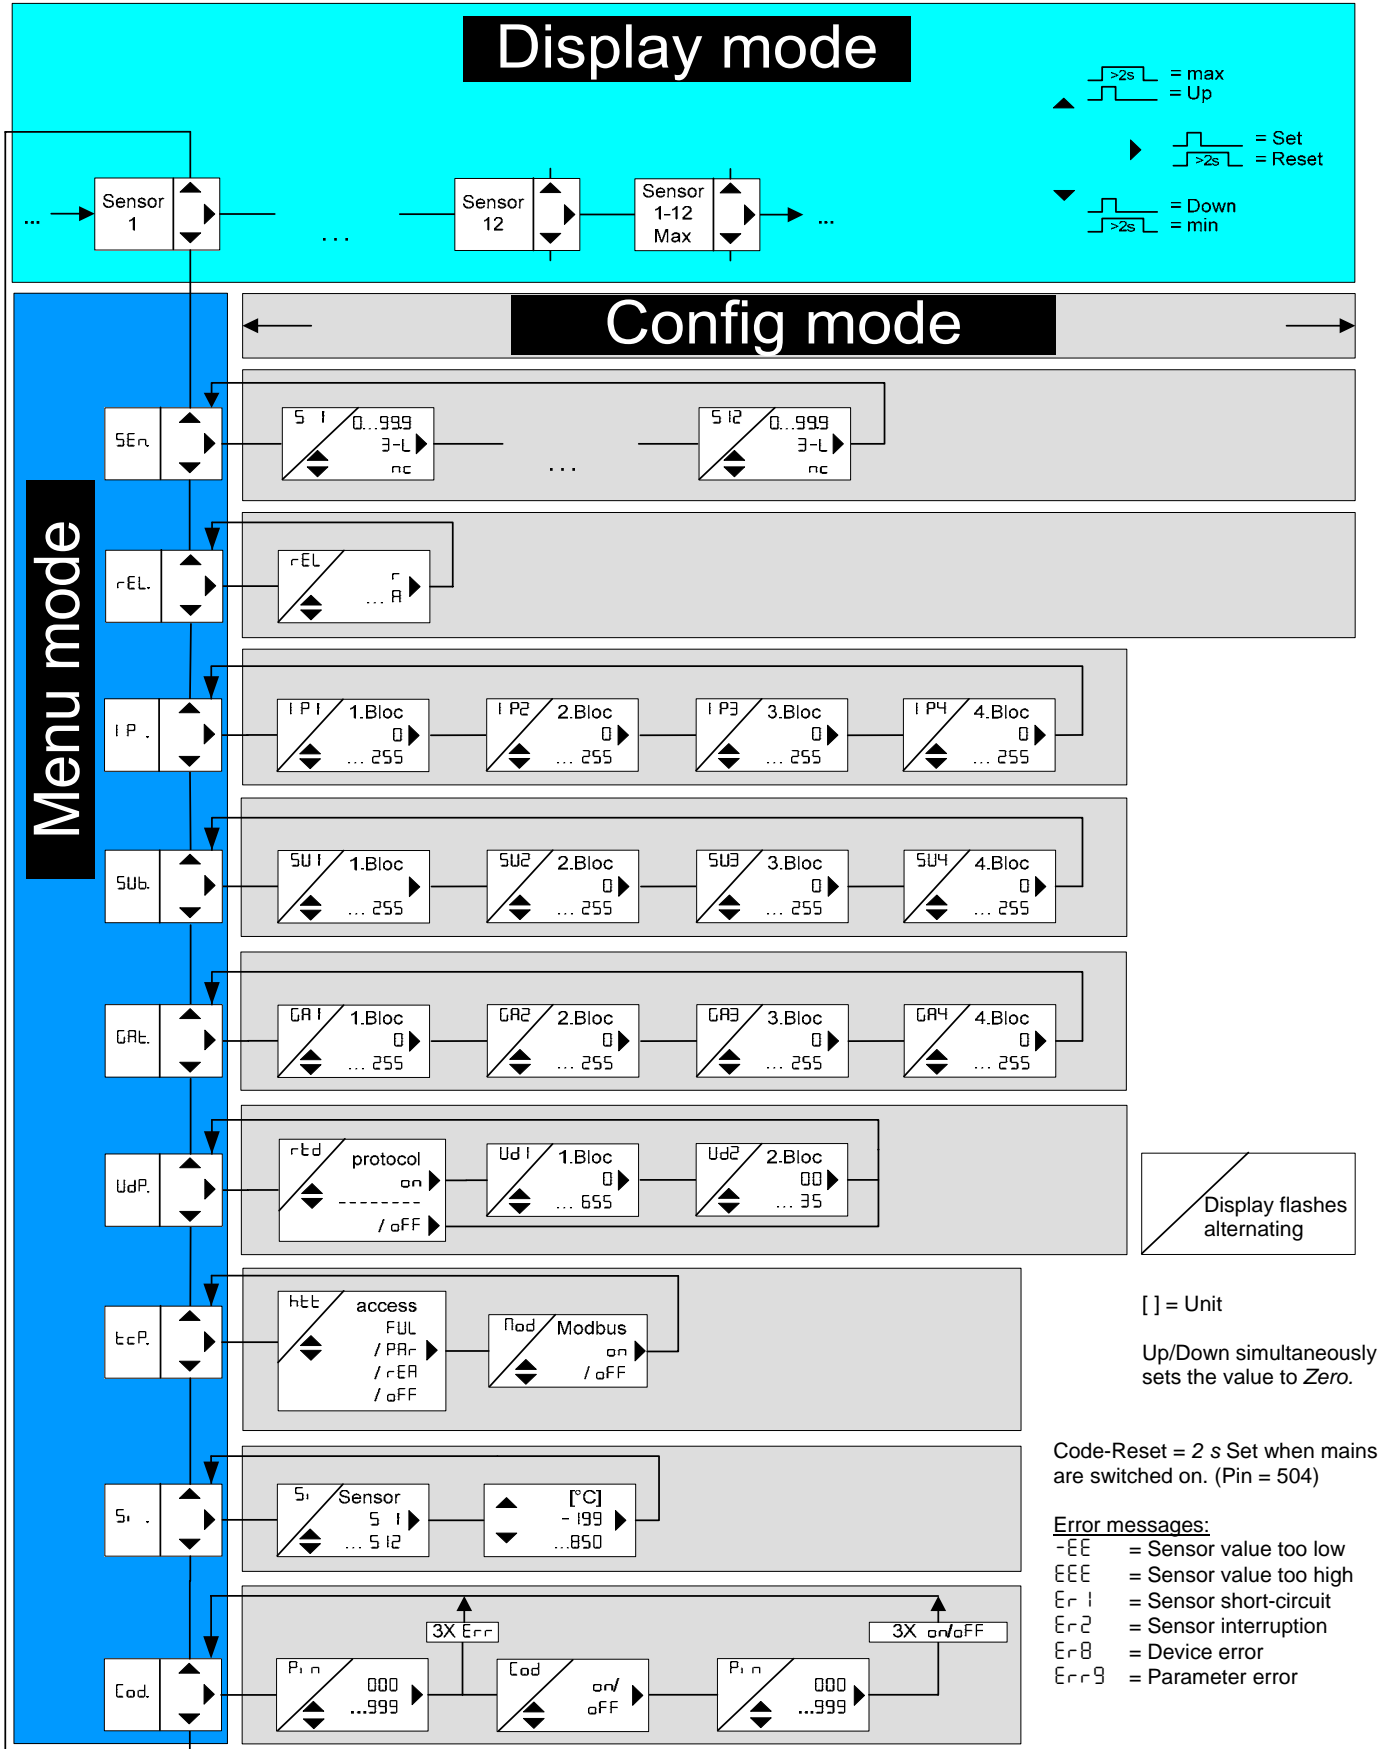 Display mode
>2s = max
= Up
= Set
>2s = Reset
= Down
>2s = min
... Sensor 1 ... Sensor 12 Sensor 1-12 Max ...
Config mode
Menu mode
SEn.
S 1 0...99.9 3-L nc
...
S12 0...99.9 3-L nc
rEL.
rEL r ... A
IP .
IP1 1.Bloc 0 ... 255
IP2 2.Bloc 0 ... 255
IP3 3.Bloc 0 ... 255
IP4 4.Bloc 0 ... 255
SUb.
SU1 1.Bloc ... 255
SU2 2.Bloc 0 ... 255
SU3 3.Bloc 0 ... 255
SU4 4.Bloc 0 ... 255
GAt.
GA1 1.Bloc 0 ... 255
GA2 2.Bloc 0 ... 255
GA3 3.Bloc 0 ... 255
GA4 4.Bloc 0 ... 255
UdP.
rtd protocol on
-------
/ oFF
Ud1 1.Bloc 0 ... 655
Ud2 2.Bloc 00 ... 35
Display flashes
alternating
tcP.
htt access
FUL
/ PAr
/ rEA
/ oFF
Mod Modbus
on
/ oFF
[ ] = Unit
Up/Down simultaneously
sets the value to Zero.
Si .
Si Sensor
S 1
... S12
[°C]
-199
...850
Code-Reset = 2 s Set when mains
are switched on. (Pin = 504)
Error messages:
-EE = Sensor value too low
EEE = Sensor value too high
Er1 = Sensor short-circuit
Er2 = Sensor interruption
Er8 = Device error
Err9 = Parameter error
Cod.
Pin 000 ...999
3X Err
Cod on/ oFF
Pin 000 ...999
3X on/oFF